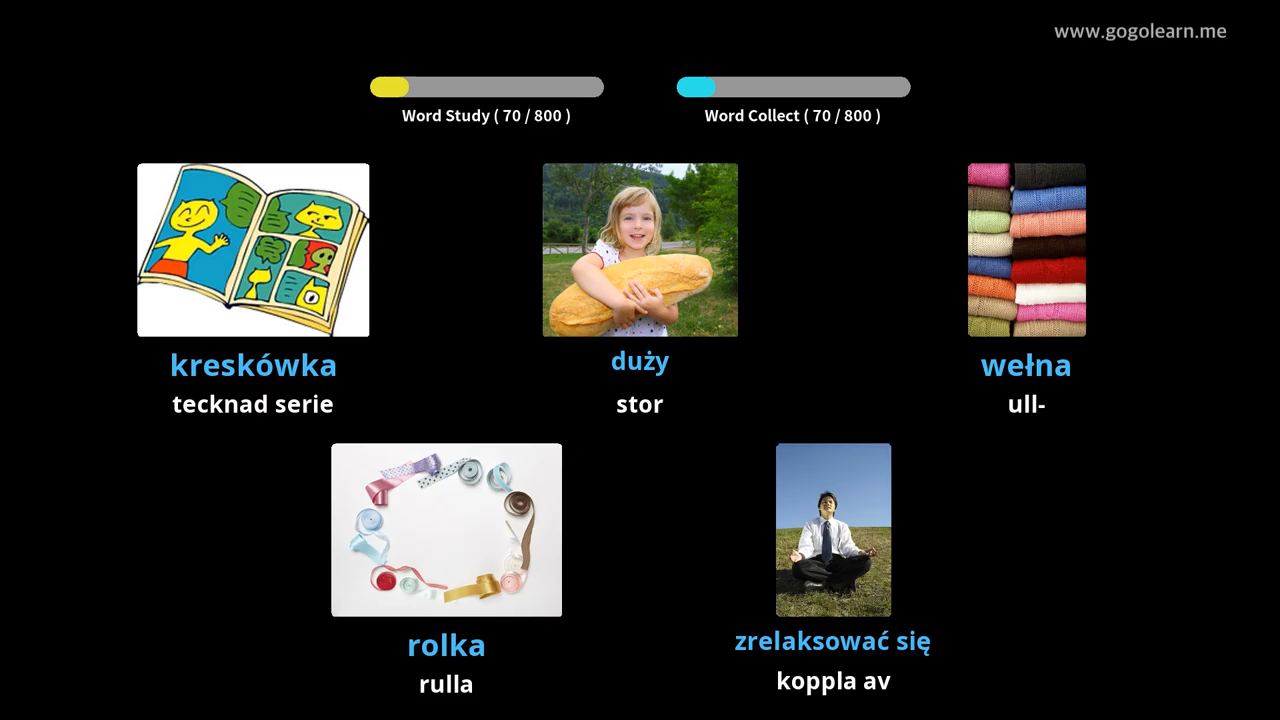 www.gogolearn.me
Word Study ( 70 / 800 )
Word Collect ( 70 / 800 )
kreskówka
duży
wełna
tecknad serie
stor
ull-
rolka
zrelaksować się
rulla
koppla av